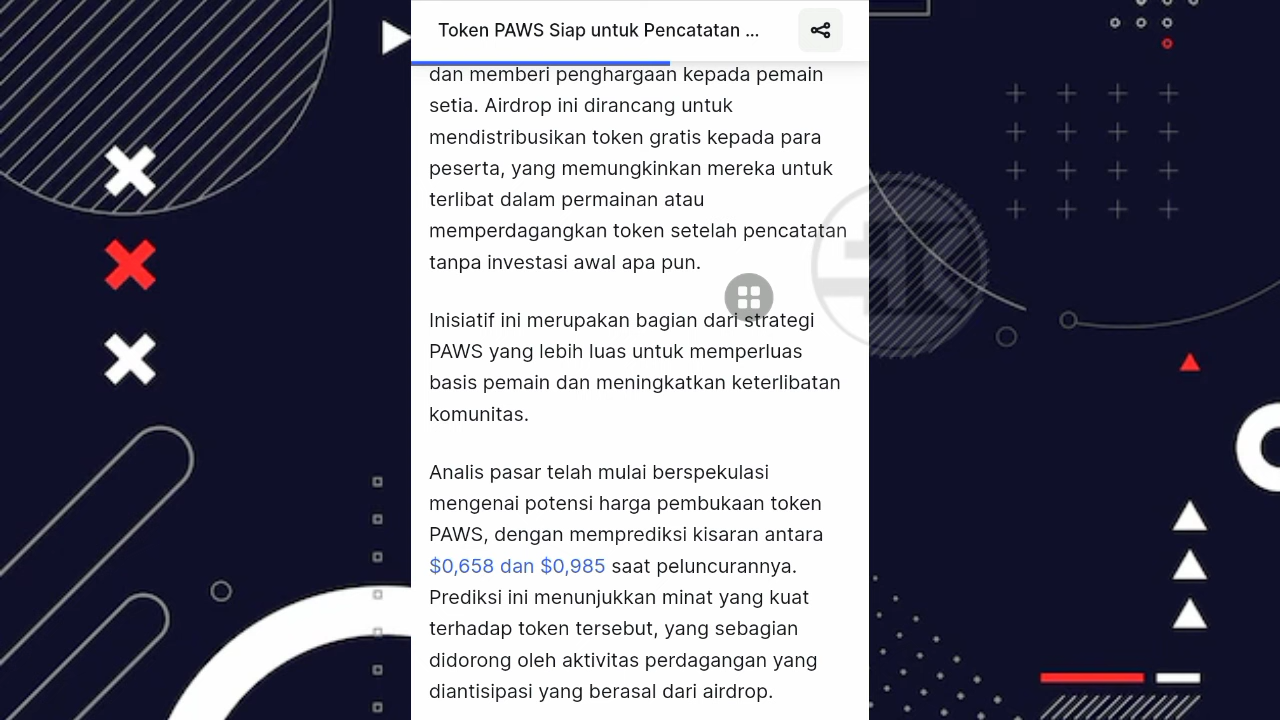 Token PAWS Siap untuk Pencatatan ...
dan memberi penghargaan kepada pemain
setia. Airdrop ini dirancang untuk
mendistribusikan token gratis kepada para
peserta, yang memungkinkan mereka untuk
terlibat dalam permainan atau
memperdagangkan token setelah pencatatan
tanpa investasi awal apa pun.
Inisiatif ini merupakan bagian dari strategi
PAWS yang lebih luas untuk memperluas
basis pemain dan meningkatkan keterlibatan
komunitas.
Analis pasar telah mulai berspekulasi
mengenai potensi harga pembukaan token
PAWS, dengan memprediksi kisaran antara
$0,658 dan $0,985 saat peluncurannya.
Prediksi ini menunjukkan minat yang kuat
terhadap token tersebut, yang sebagian
didorong oleh aktivitas perdagangan yang
diantisipasi yang berasal dari airdrop.